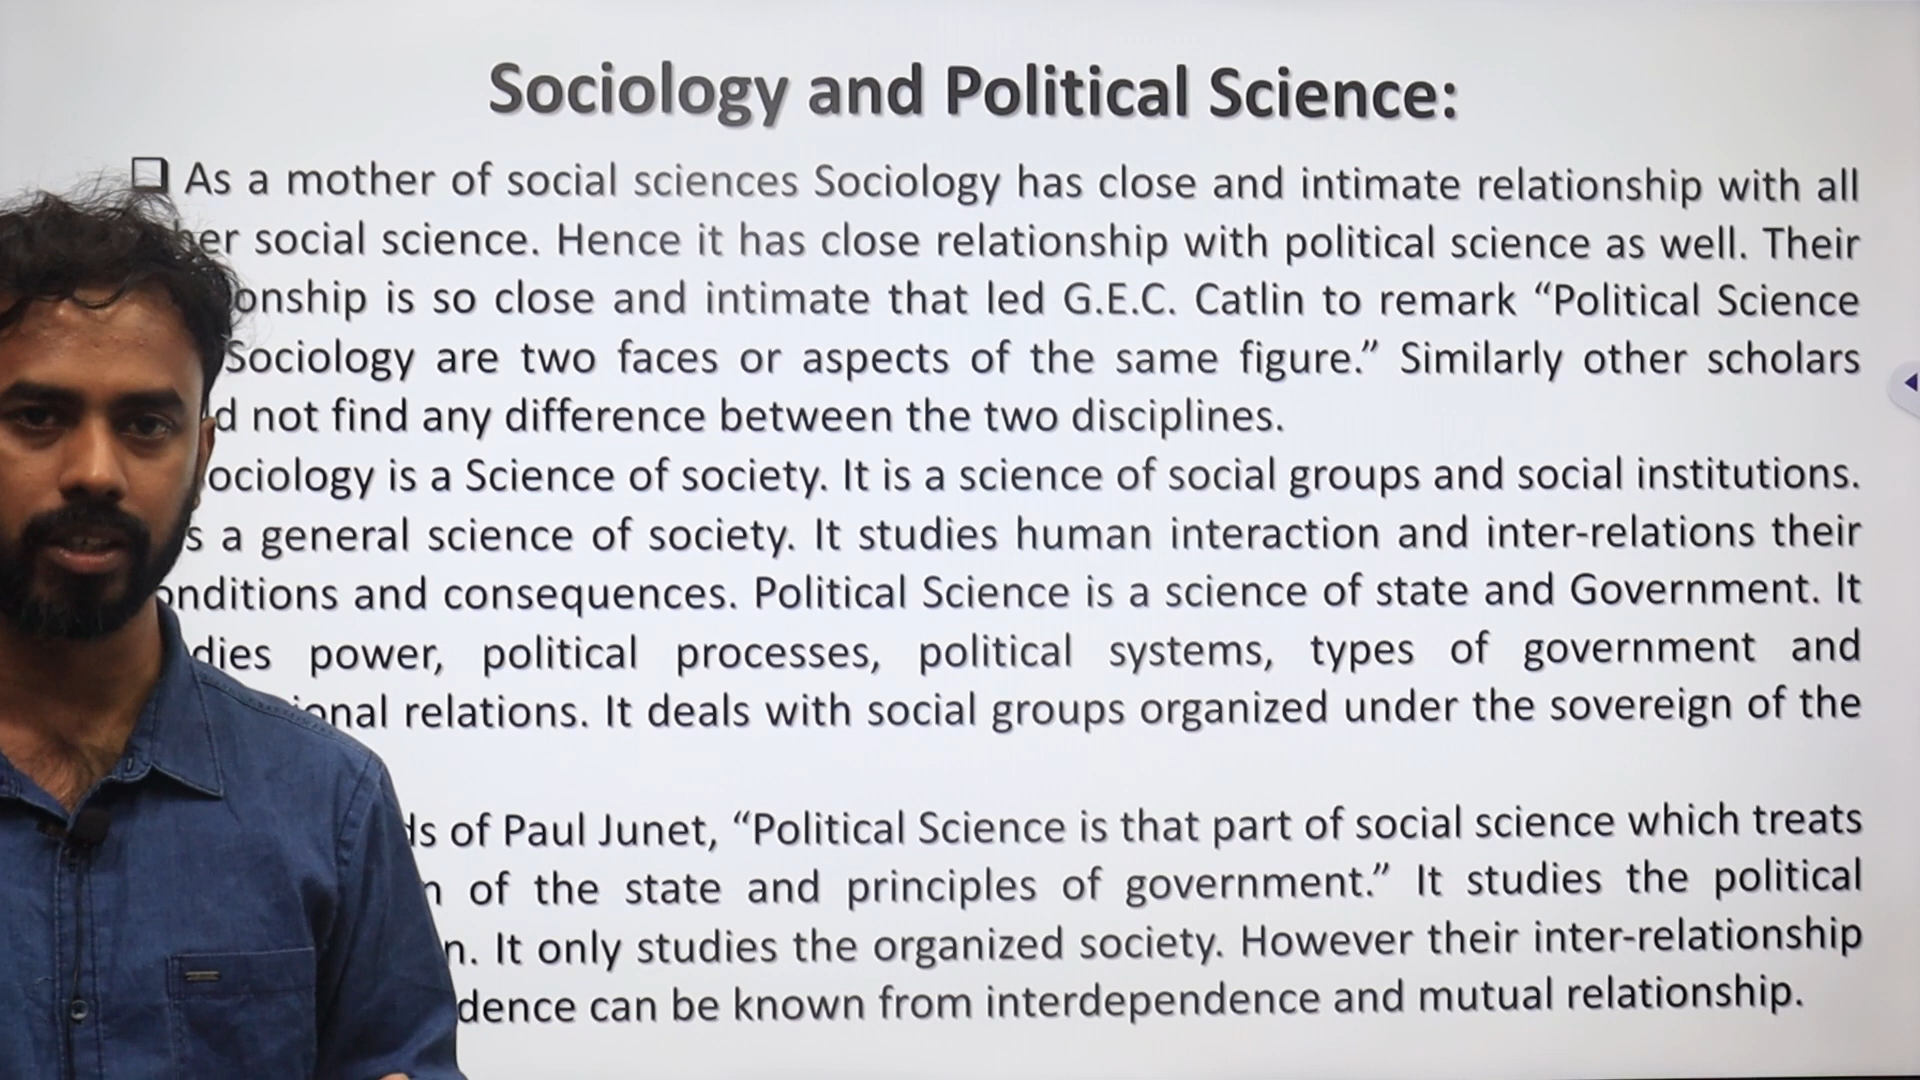 Sociology and Political Science:
As a mother of social sciences Sociology has close and intimate relationship with all
social science. Hence it has close relationship with political science as well. Their
is so close and intimate that led G.E.C. Catlin to remark “Political Science
Sociology are two faces or aspects of the same figure.” Similarly other scholars
not find any difference between the two disciplines.
Sociology is a Science of society. It is a science of social groups and social institutions.
a general science of society. It studies human interaction and inter-relations their
conditions and consequences. Political Science is a science of state and Government. It
power, political processes, political systems, types of government and
relations. It deals with social groups organized under the sovereign of the
of Paul Junet, “Political Science is that part of social science which treats
of the state and principles of government.” It studies the political
It only studies the organized society. However their inter-relationship
can be known from interdependence and mutual relationship.